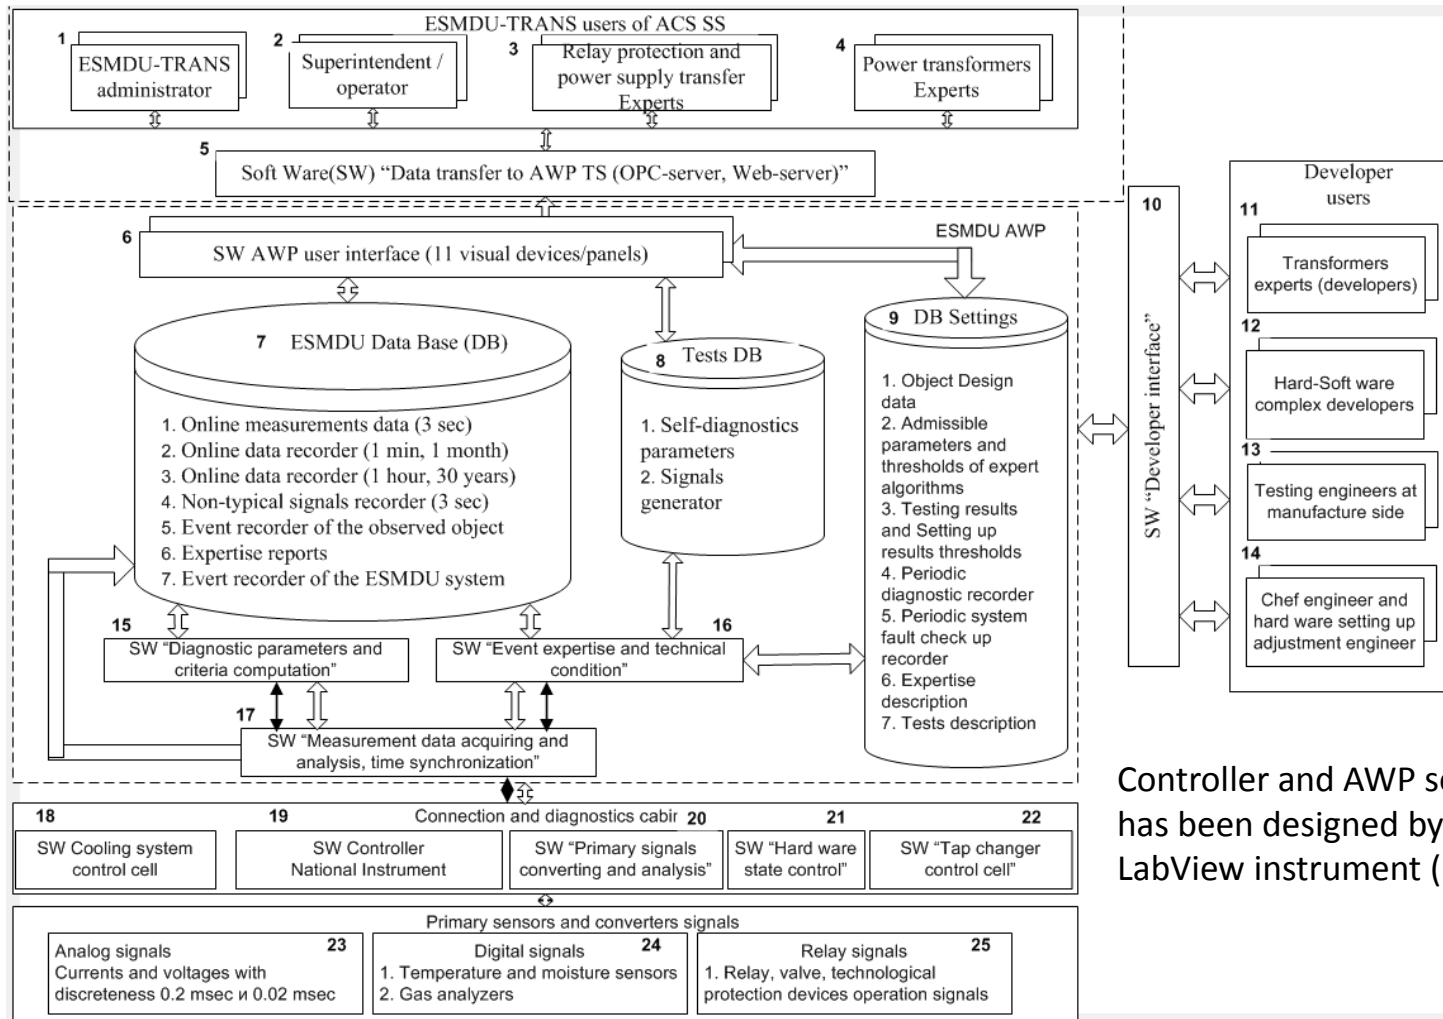 ESMDU-TRANS users of ACS SS
1
ESMDU-TRANS
administrator
2
Superintendent /
operator
3
Relay protection and
power supply transfer
Experts
4
Power transformers
Experts
5
Soft Ware(SW) “Data transfer to AWP TS (OPC-server, Web-server)”
ESMDU AWP
6
SW AWP user interface (11 visual devices/panels)
7 ESMDU Data Base (DB)
1. Online measurements data (3 sec)
2. Online data recorder (1 min, 1 month)
3. Online data recorder (1 hour, 30 years)
4. Non-typical signals recorder (3 sec)
5. Event recorder of the observed object
6. Expertise reports
7. Evert recorder of the ESMDU system
8 Tests DB
1. Self-diagnostics
parameters
2. Signals
generator
9 DB Settings
1. Object Design
data
2. Admissible
parameters and
thresholds of expert
algorithms
3. Testing results
and Setting up
results thresholds
4. Periodic
diagnostic recorder
5. Periodic system
fault check up
recorder
6. Expertise
description
7. Tests description
10
SW “Developer interface”
Developer
users
11
Transformers
experts (developers)
12
Hard-Soft ware
complex developers
13
Testing engineers at
manufacture side
14
Chef engineer and
hard ware setting up
adjustment engineer
15
SW “Diagnostic parameters and
criteria computation”
16
SW “Event expertise and technical
condition”
17
SW “Measurement data acquiring and
analysis, time synchronization”
Connection and diagnostics cabin
18
SW Cooling system
control cell
19
SW Controller
National Instrument
20
SW “Primary signals
converting and analysis”
21
SW “Hard ware
state control”
22
SW “Tap changer
control cell”
Primary sensors and converters signals
23
Analog signals
Currents and voltages with
discreteness 0.2 msec и 0.02 msec
24
Digital signals
1. Temperature and moisture sensors
2. Gas analyzers
25
Relay signals
1. Relay, valve, technological
protection devices operation signals
Controller and AWP
has been designed by
LabView instrument (